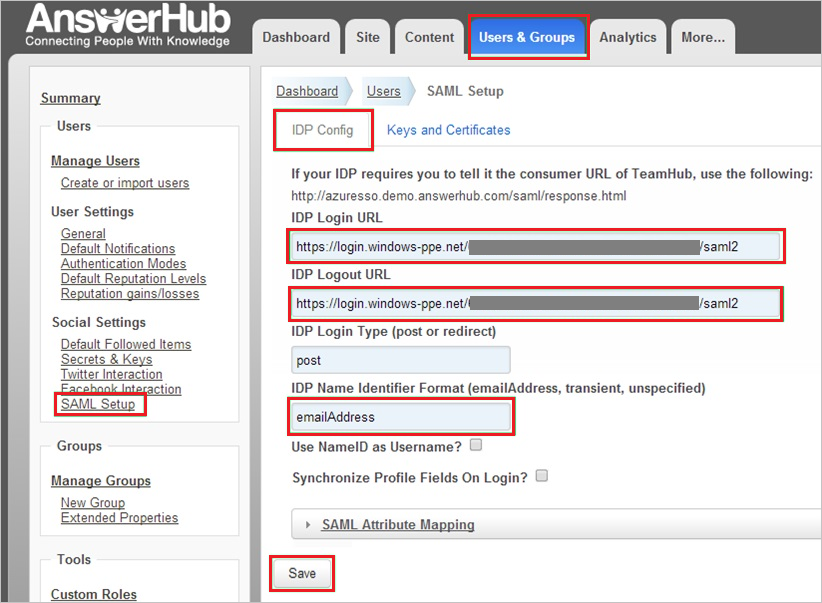 AnswerHub
Connecting People With Knowledge
Dashboard
Site
Content
Users & Groups
Analytics
More...
Summary
Users
Manage Users
Create or import users
User Settings
General
Default Notifications
Authentication Modes
Default Reputation Levels
Reputation gains/losses
Social Settings
Default Followed Items
Secrets & Keys
Twitter Interaction
Facebook Interaction
SAML Setup
Groups
Manage Groups
New Group
Extended Properties
Tools
Custom Roles
Dashboard
Users
SAML Setup
IDP Config
Keys and Certificates
If your IDP requires you to tell it the consumer URL of TeamHub, use the following:
http://azuresso.demo.answerhub.com/saml/response.html
IDP Login URL
https://login.windows-ppe.net/ /saml2
IDP Logout URL
https://login.windows-ppe.net/ /saml2
IDP Login Type (post or redirect)
post
IDP Name Identifier Format (emailAddress, transient, unspecified)
emailAddress
Use NameID as Username?
Synchronize Profile Fields On Login?
SAML Attribute Mapping
Save